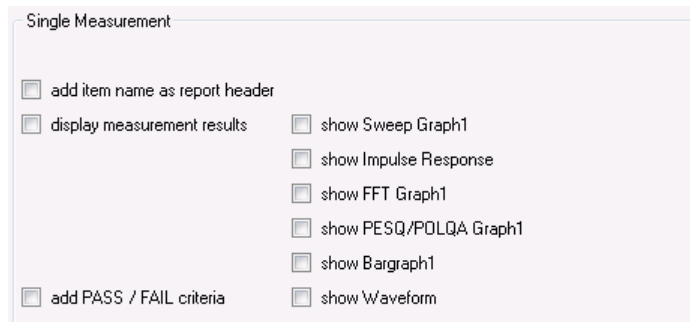 Single Measurement
add item name as report header
display measurement results show Sweep Graph1
show Impulse Response
show FFT Graph1
show PESQ/POLQA Graph1
show Bargraph1
add PASS / FAIL criteria show Waveform